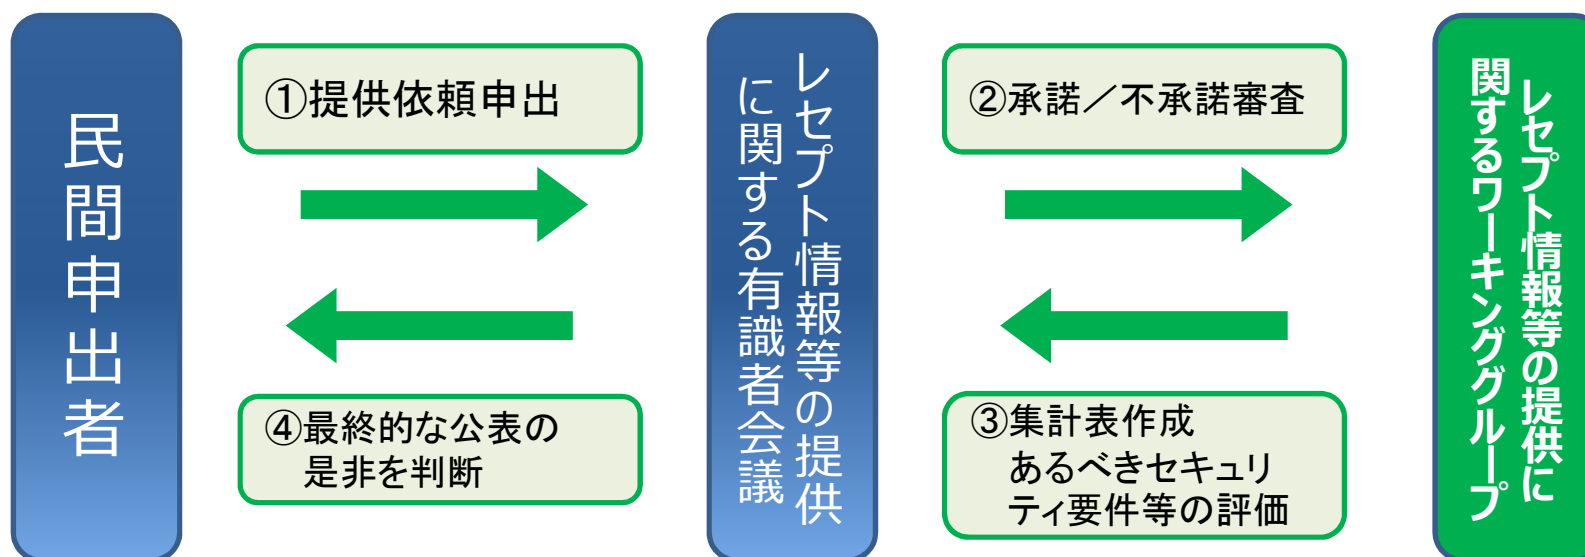 民間申出者
①提供依頼申出
④最終的な公表の
是非を判断
レセプト情報等の提供
に関する有識者会議
②承諾／不承諾審査
③集計表作成
あるべきセキュリ
ティ要件等の評価
レセプト情報等の提供に
関するワーキンググループ